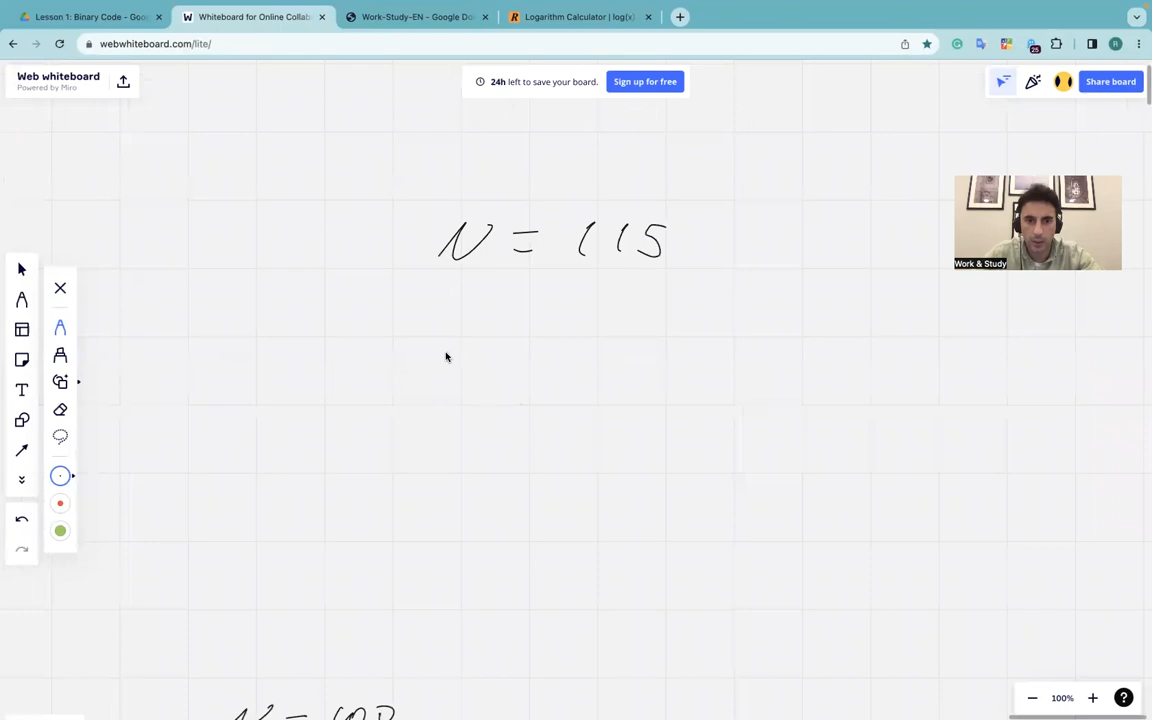 Lesson 1: Binary Code - Goo
Whiteboard for Online Collab
Work-Study-EN - Google Do
Logarithm Calculator | log(x)
webwhiteboard.com/lite/
25
R
Web whiteboard
Powered by Miro
24h left to save your board.
Sign up for free
Share board
N = 115
Work & Study
T
N = 100
100%
?